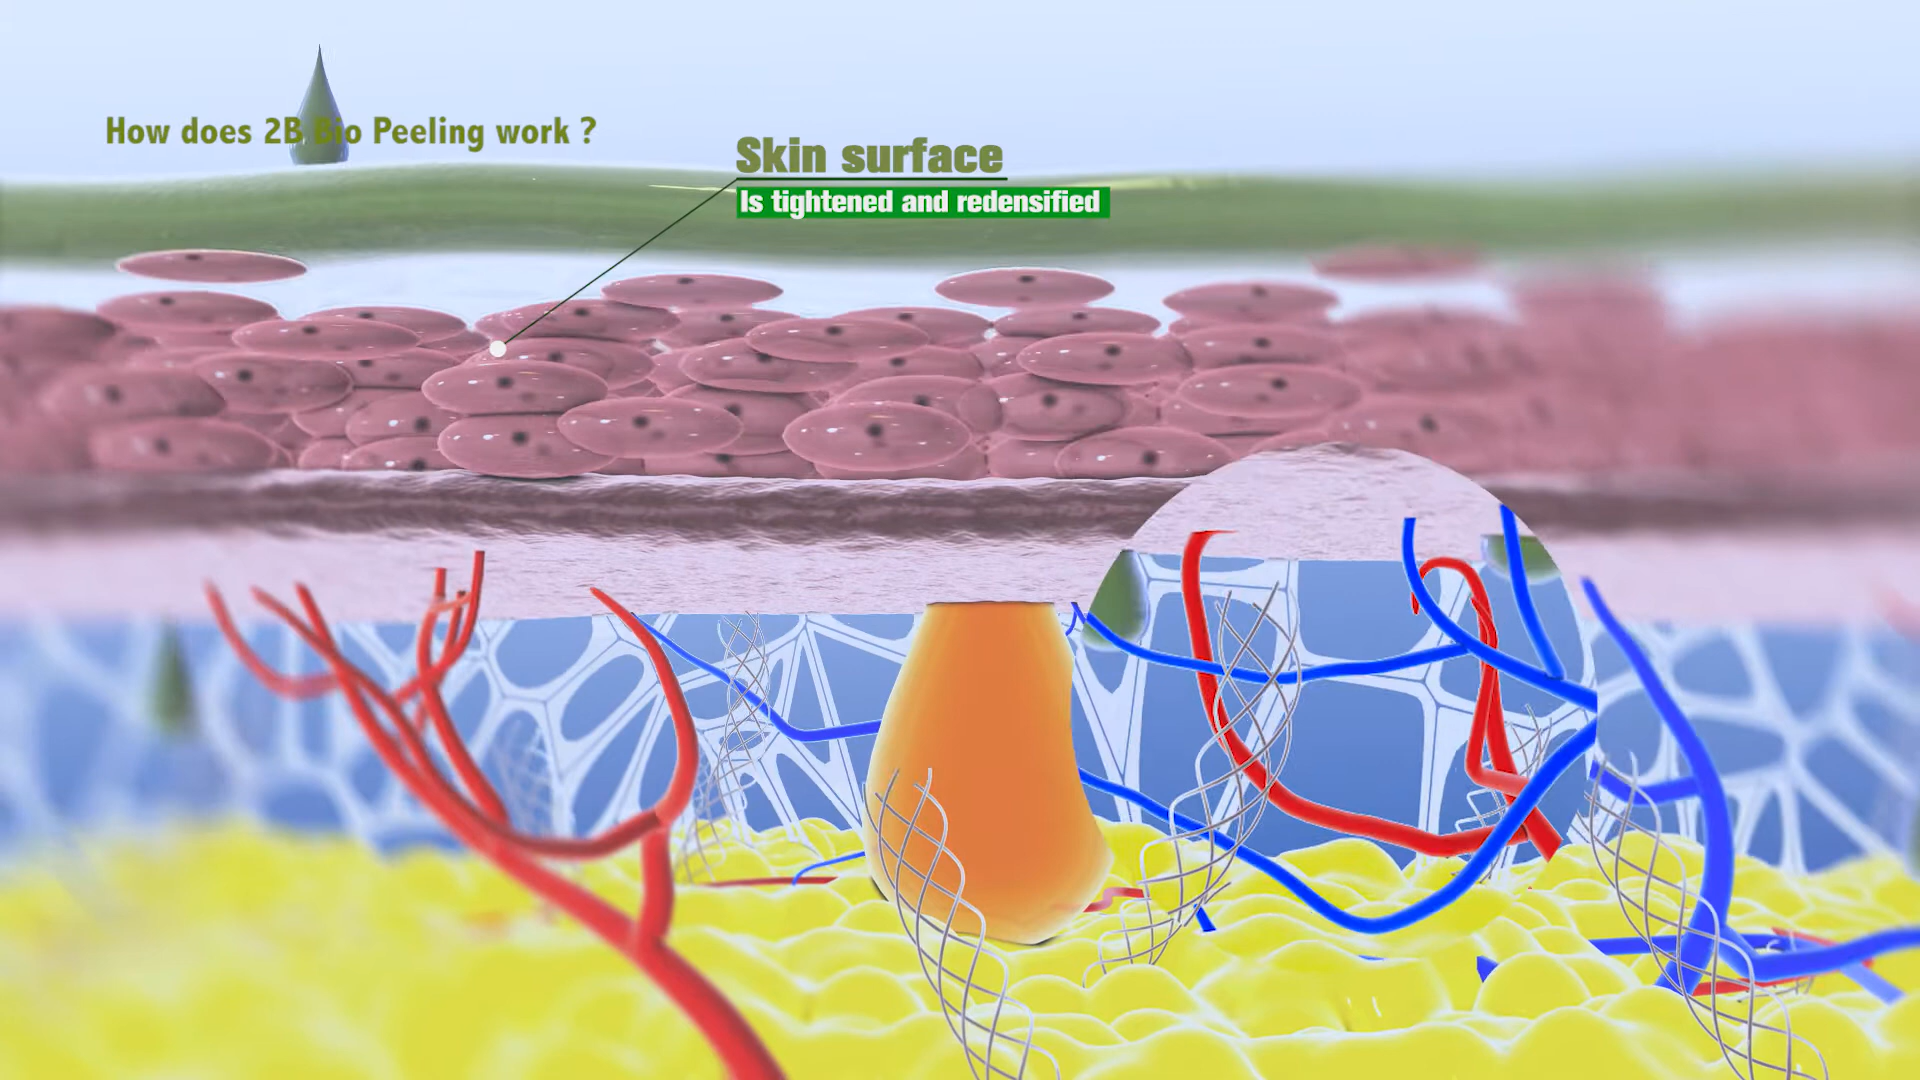 How does 2B Bio Peeling work ?
Skin surface
Is tightened and redensified